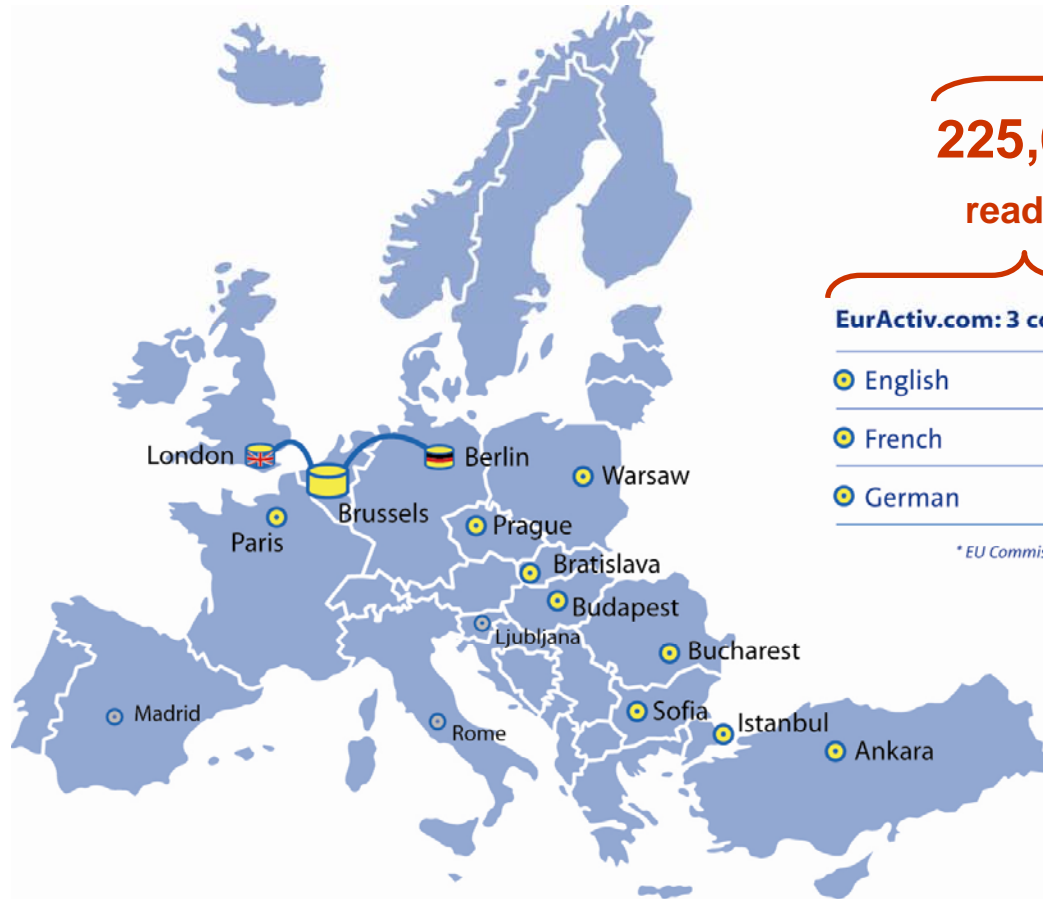 225,
EurActiv.com: 3
English
French
German
* EU
London
Berlin
Warsaw
Brussels
Paris
Prague
Bratislava
Budapest
Ljubljana
Bucharest
Madrid
Rome
Sofia
Istanbul
Ankara